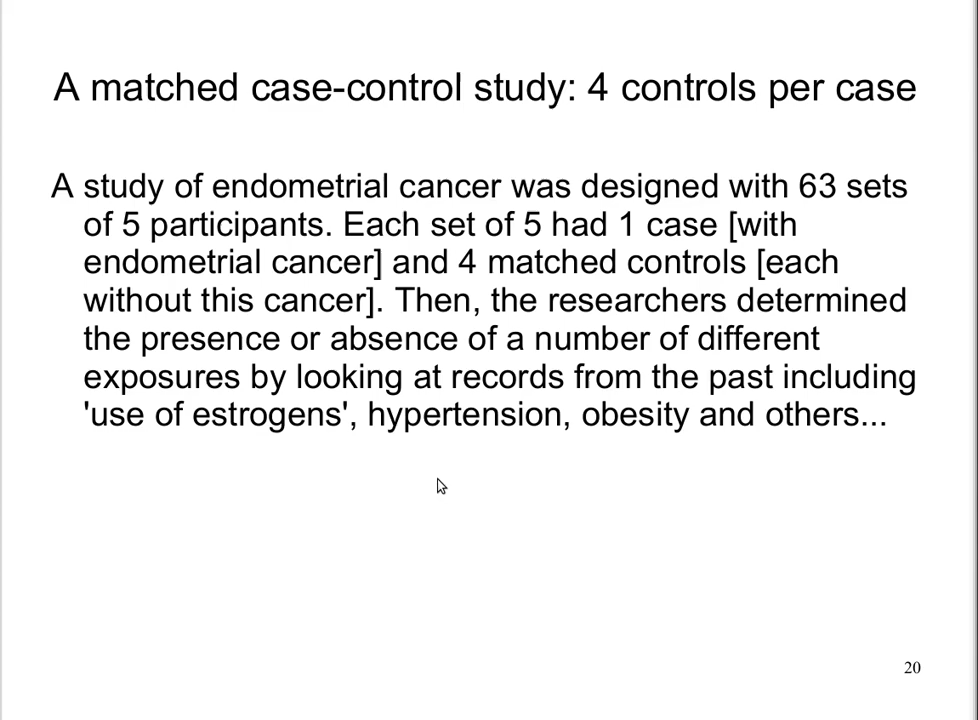 A matched case-control study: 4 controls per case
A study of endometrial cancer was designed with 63 sets
of 5 participants. Each set of 5 had 1 case [with
endometrial cancer] and 4 matched controls [each
without this cancer]. Then, the researchers determined
the presence or absence of a number of different
exposures by looking at records from the past including
'use of estrogens', hypertension, obesity and others...
20